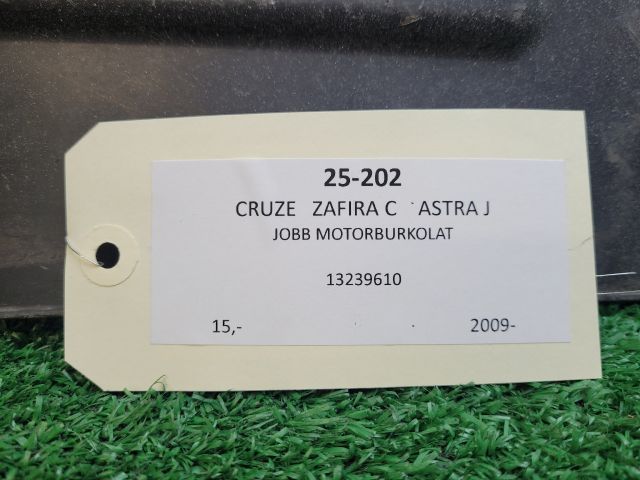 25-202
CRUZE ZAFIRA C ASTRA J
JOBB MOTORBURKOLAT
13239610
15,- 2009-